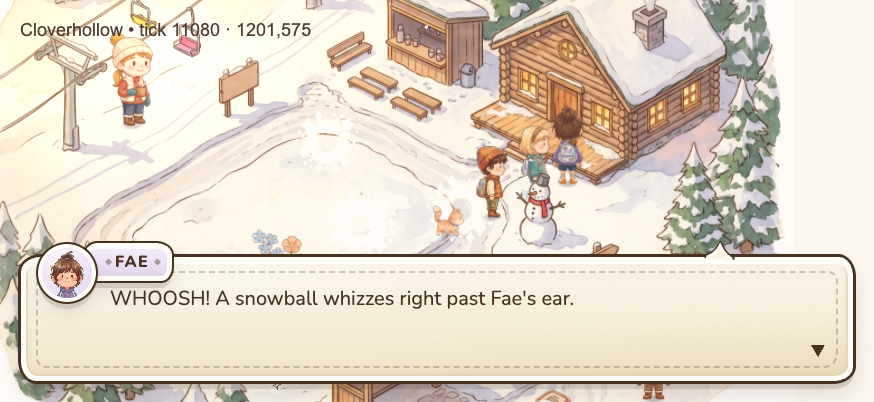 Cloverhollow • tick 11080 · 1201,575
FAE
WHOOSH! A snowball whizzes right past Fae's ear.